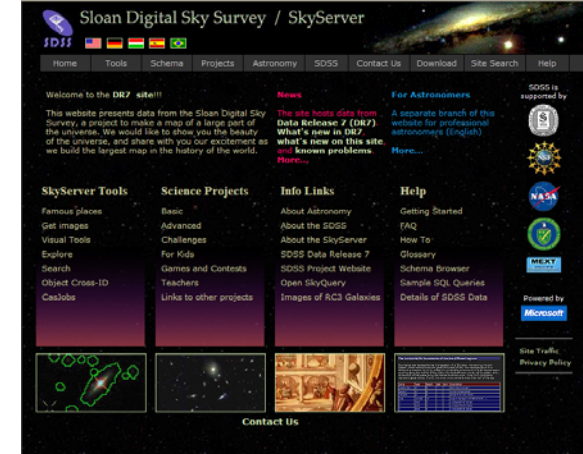 Sloan Digital Sky Survey / SkyServer
SDSS
Home Tools Schema Projects Astronomy SDSS Contact Us Download Site Search Help
Welcome to the DR7 site!!!
This website presents data from the Sloan Digital Sky
Survey, a project to make a map of a large part of
the universe. We would like to show you the beauty
of the universe, and share with you our excitement as
we build the largest map in the history of the world.
News
The site hosts data from
Data Release 7 (DR7).
What's new in DR7,
what's new on this site,
and known problems.
More...
For Astronomers
A separate branch of this
website for professional
astronomers (English)
More...
SDSS is
supported by
NASA
MEXT
Powered by
Microsoft
Site Traffic
Privacy Policy
SkyServer Tools
Famous places
Get images
Visual Tools
Explore
Search
Object Cross-ID
CasJobs
Science Projects
Basic
Advanced
Challenges
For Kids
Games and Contests
Teachers
Links to other projects
Info Links
About Astronomy
About the SDSS
About the SkyServer
SDSS Data Release 7
SDSS Project Website
Open SkyQuery
Images of RC3 Galaxies
Help
Getting Started
FAQ
How To
Glossary
Schema Browser
Sample SQL Queries
Details of SDSS Data
Contact Us